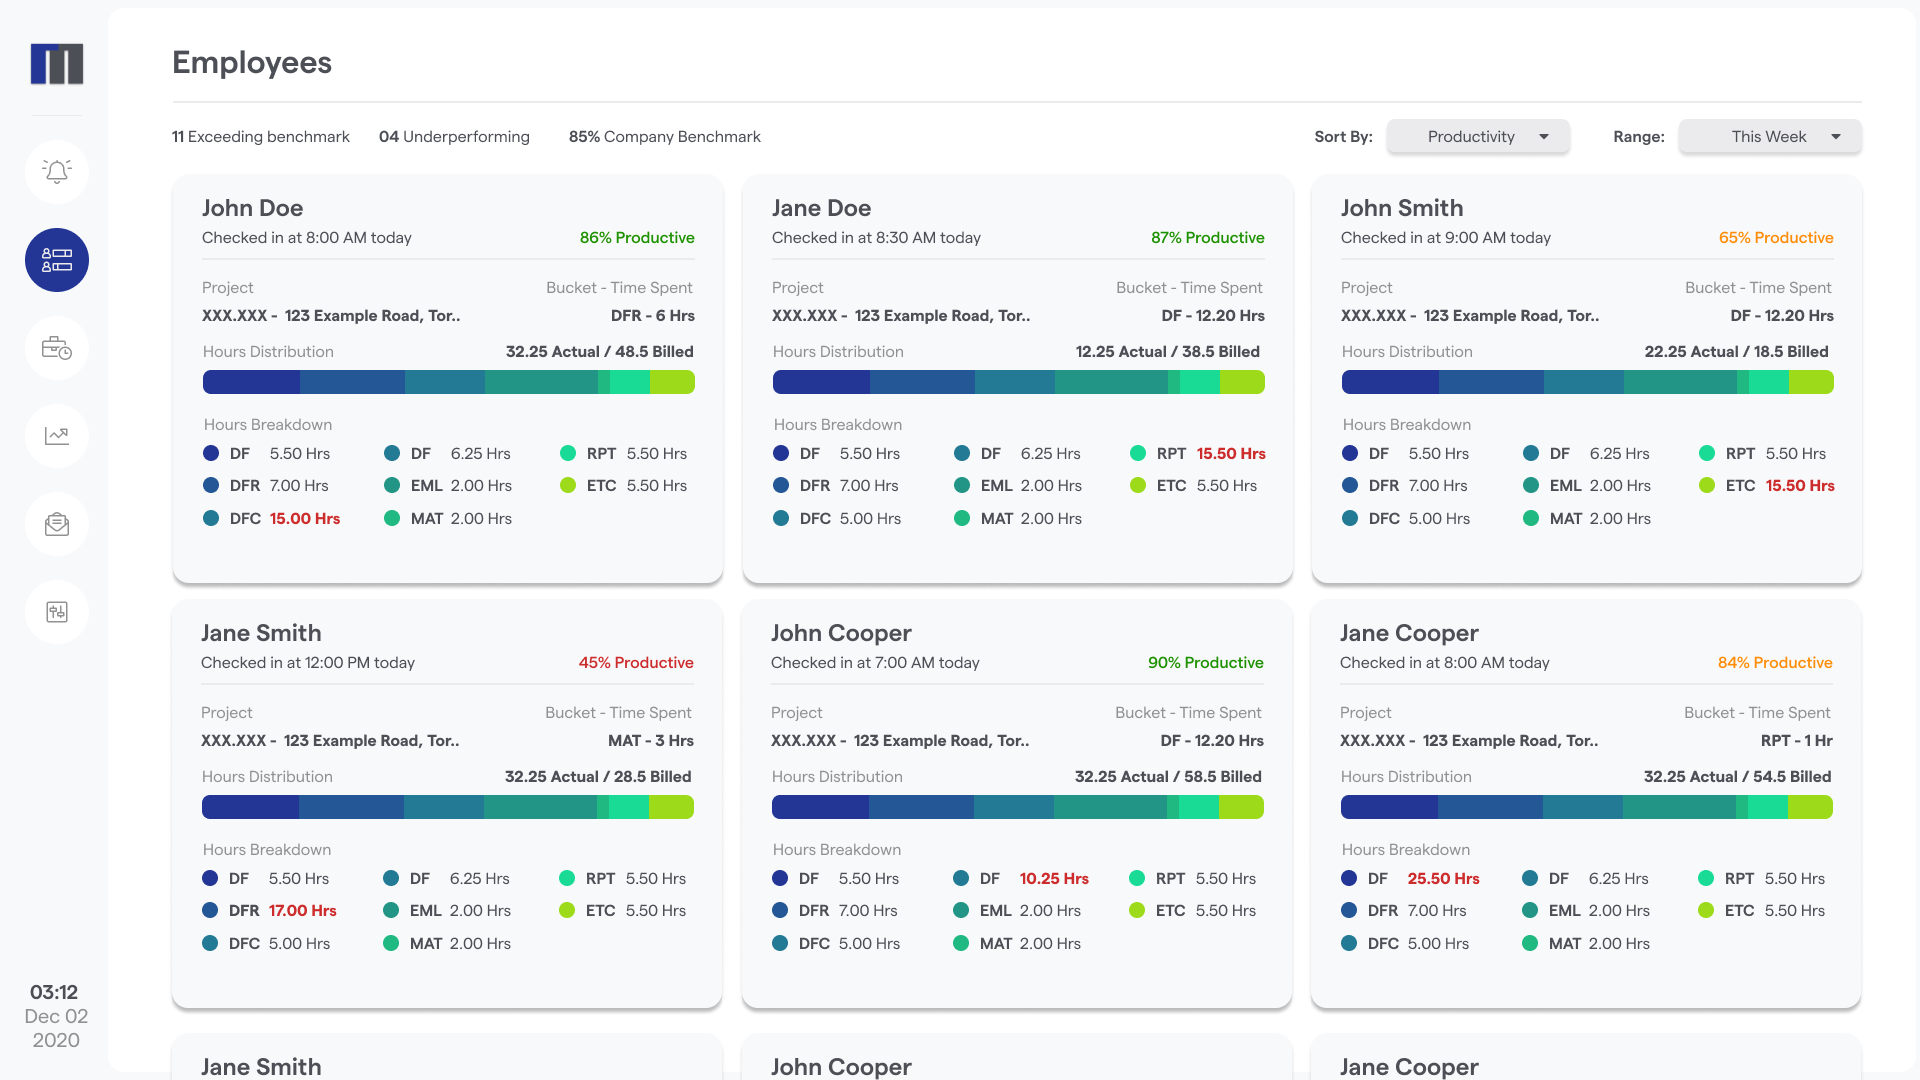 Employees
11 Exceeding benchmark 04 Underperforming 85% Company Benchmark Sort By: Productivity Range: This Week
John Doe
Checked in at 8:00 AM today 86% Productive
Project Bucket - Time Spent
XXX.XXX - 123 Example Road, Tor.. DFR - 6 Hrs
Hours Distribution 32.25 Actual / 48.5 Billed
Hours Breakdown
DF 5.50 Hrs DF 6.25 Hrs RPT 5.50 Hrs
DFR 7.00 Hrs EML 2.00 Hrs ETC 5.50 Hrs
DFC 15.00 Hrs MAT 2.00 Hrs
Jane Doe
Checked in at 8:30 AM today 87% Productive
Project Bucket - Time Spent
XXX.XXX - 123 Example Road, Tor.. DF - 12.20 Hrs
Hours Distribution 12.25 Actual / 38.5 Billed
Hours Breakdown
DF 5.50 Hrs DF 6.25 Hrs RPT 15.50 Hrs
DFR 7.00 Hrs EML 2.00 Hrs ETC 5.50 Hrs
DFC 5.00 Hrs MAT 2.00 Hrs
John Smith
Checked in at 9:00 AM today 65% Productive
Project Bucket - Time Spent
XXX.XXX - 123 Example Road, Tor.. DF - 12.20 Hrs
Hours Distribution 22.25 Actual / 18.5 Billed
Hours Breakdown
DF 5.50 Hrs DF 6.25 Hrs RPT 5.50 Hrs
DFR 7.00 Hrs EML 2.00 Hrs ETC 15.50 Hrs
DFC 5.00 Hrs MAT 2.00 Hrs
Jane Smith
Checked in at 12:00 PM today 45% Productive
Project Bucket - Time Spent
XXX.XXX - 123 Example Road, Tor.. MAT - 3 Hrs
Hours Distribution 32.25 Actual / 28.5 Billed
Hours Breakdown
DF 5.50 Hrs DF 6.25 Hrs RPT 5.50 Hrs
DFR 17.00 Hrs EML 2.00 Hrs ETC 5.50 Hrs
DFC 5.00 Hrs MAT 2.00 Hrs
John Cooper
Checked in at 7:00 AM today 90% Productive
Project Bucket - Time Spent
XXX.XXX - 123 Example Road, Tor.. DF - 12.20 Hrs
Hours Distribution 32.25 Actual / 58.5 Billed
Hours Breakdown
DF 5.50 Hrs DF 10.25 Hrs RPT 5.50 Hrs
DFR 7.00 Hrs EML 2.00 Hrs ETC 5.50 Hrs
DFC 5.00 Hrs MAT 2.00 Hrs
Jane Cooper
Checked in at 8:00 AM today 84% Productive
Project Bucket - Time Spent
XXX.XXX - 123 Example Road, Tor.. RPT - 1 Hr
Hours Distribution 32.25 Actual / 54.5 Billed
Hours Breakdown
DF 25.50 Hrs DF 6.25 Hrs RPT 5.50 Hrs
DFR 7.00 Hrs EML 2.00 Hrs ETC 5.50 Hrs
DFC 5.00 Hrs MAT 2.00 Hrs
Jane Smith
John Cooper
Jane Cooper
03:12
Dec 02
2020